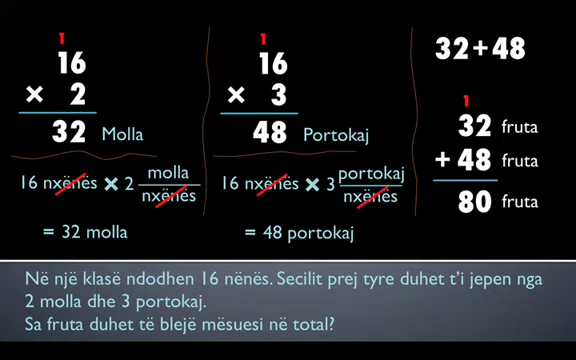 1
16
× 2
32 Molla
16 nxënës × 2 molla
nxënës
= 32 molla
1
16
× 3
48 Portokaj
16 nxënës × 3 portokaj
nxënës
= 48 portokaj
32+48
1
32 fruta
+ 48 fruta
80 fruta
Në një klasë ndodhen 16 nënës. Secilit prej tyre duhet t'i jepen nga
2 molla dhe 3 portokaj.
Sa fruta duhet të blejë mësuesi në total?